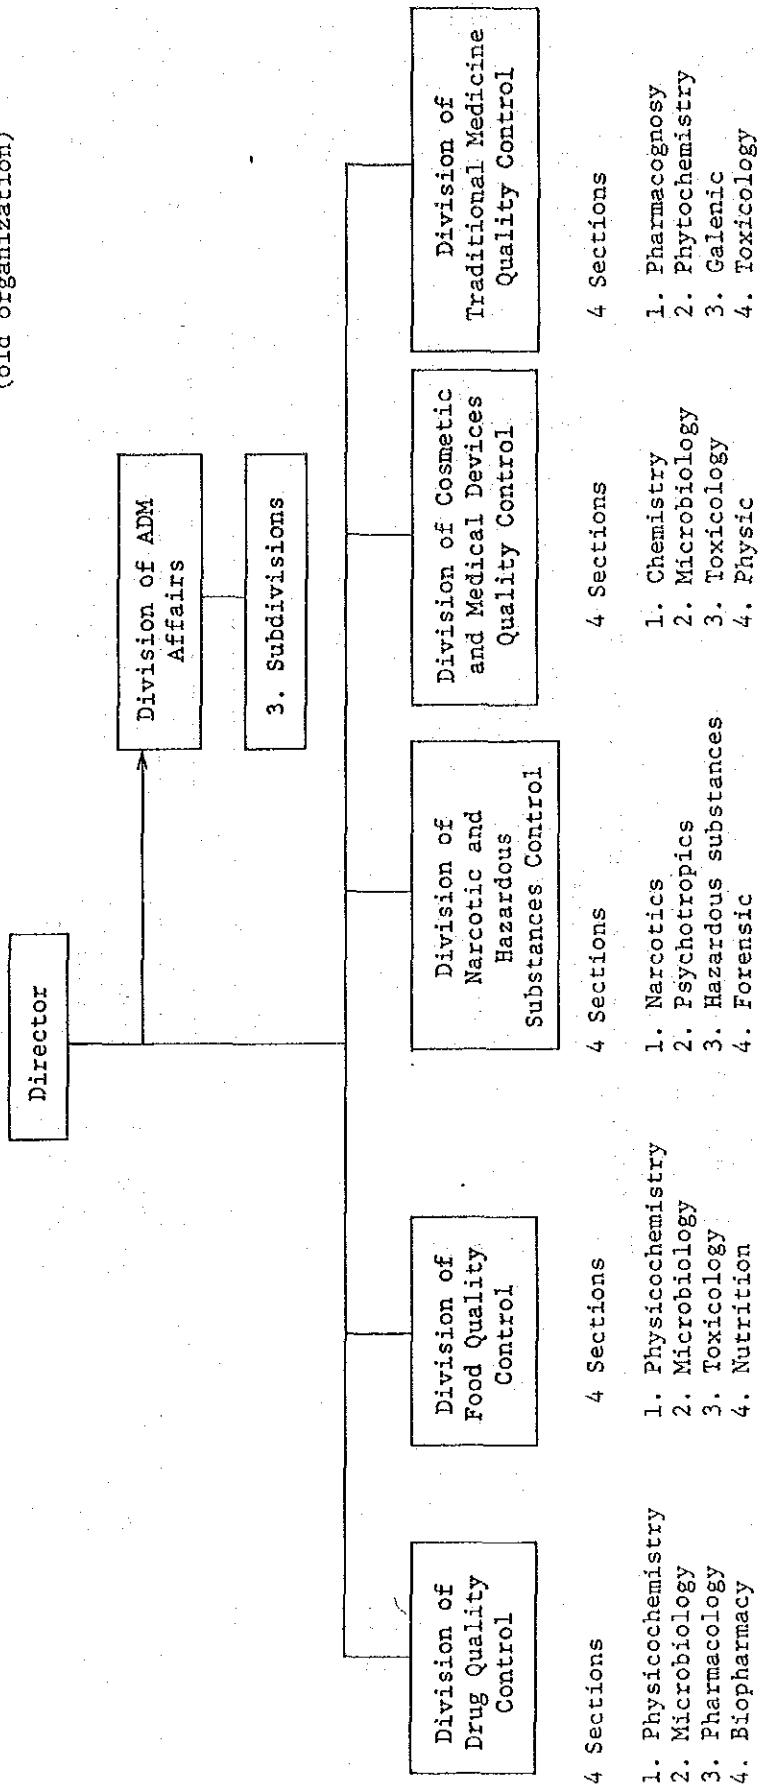 (old organization)
Director
Division of ADM
Affairs
3. Subdivisions
Division of
Drug Quality
Control
4 Sections
1. Physicochemistry
2. Microbiology
3. Pharmacology
4. Biopharmacy
Division of
Food Quality
Control
4 Sections
1. Physicochemistry
2. Microbiology
3. Toxicology
4. Nutrition
Division of
Narcotic and
Hazardous
Substances Control
4 Sections
1. Narcotics
2. Psychotropics
3. Hazardous substances
4. Forensic
Division of Cosmetic
and Medical Devices
Quality Control
4 Sections
1. Chemistry
2. Microbiology
3. Toxicology
4. Physic
Division of
Traditional Medicine
Quality Control
4 Sections
1. Pharmacognosy
2. Phytochemistry
3. Galenic
4. Toxicology